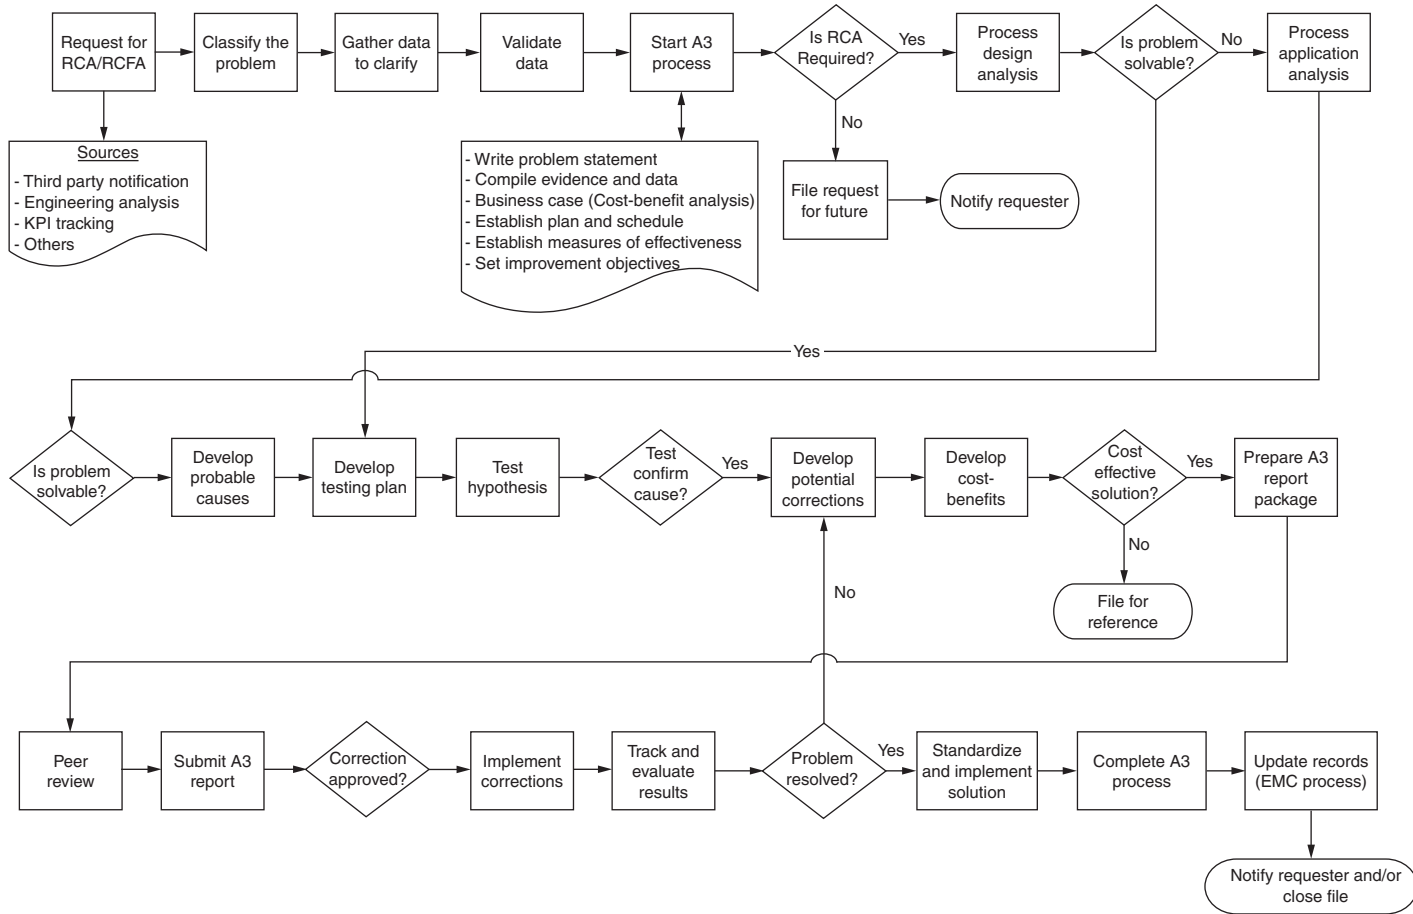 Request for
RCA/RCFA
Classify the
problem
Gather data
to clarify
Validate
data
Start A3
process
Is RCA
Required?
Yes
Process
design
analysis
Is problem
solvable?
No
Process
application
analysis
No
Sources
- Third party notification
- Engineering analysis
- KPI tracking
- Others
- Write problem statement
- Compile evidence and data
- Business case (Cost-benefit analysis)
- Establish plan and schedule
- Establish measures of effectiveness
- Set improvement objectives
File request
for future
Notify requester
Yes
Is problem
solvable?
Develop
probable
causes
Develop
testing plan
Test
hypothesis
Test
confirm
cause?
Yes
Develop
potential
corrections
Develop
cost-
benefits
Cost
effective
solution?
Yes
Prepare A3
report
package
No
File for
reference
No
Peer
review
Submit A3
report
Correction
approved?
Implement
corrections
Track and
evaluate
results
Problem
resolved?
Yes
Standardize
and implement
solution
Complete A3
process
Update records
(EMC process)
Notify requester and/or
close file